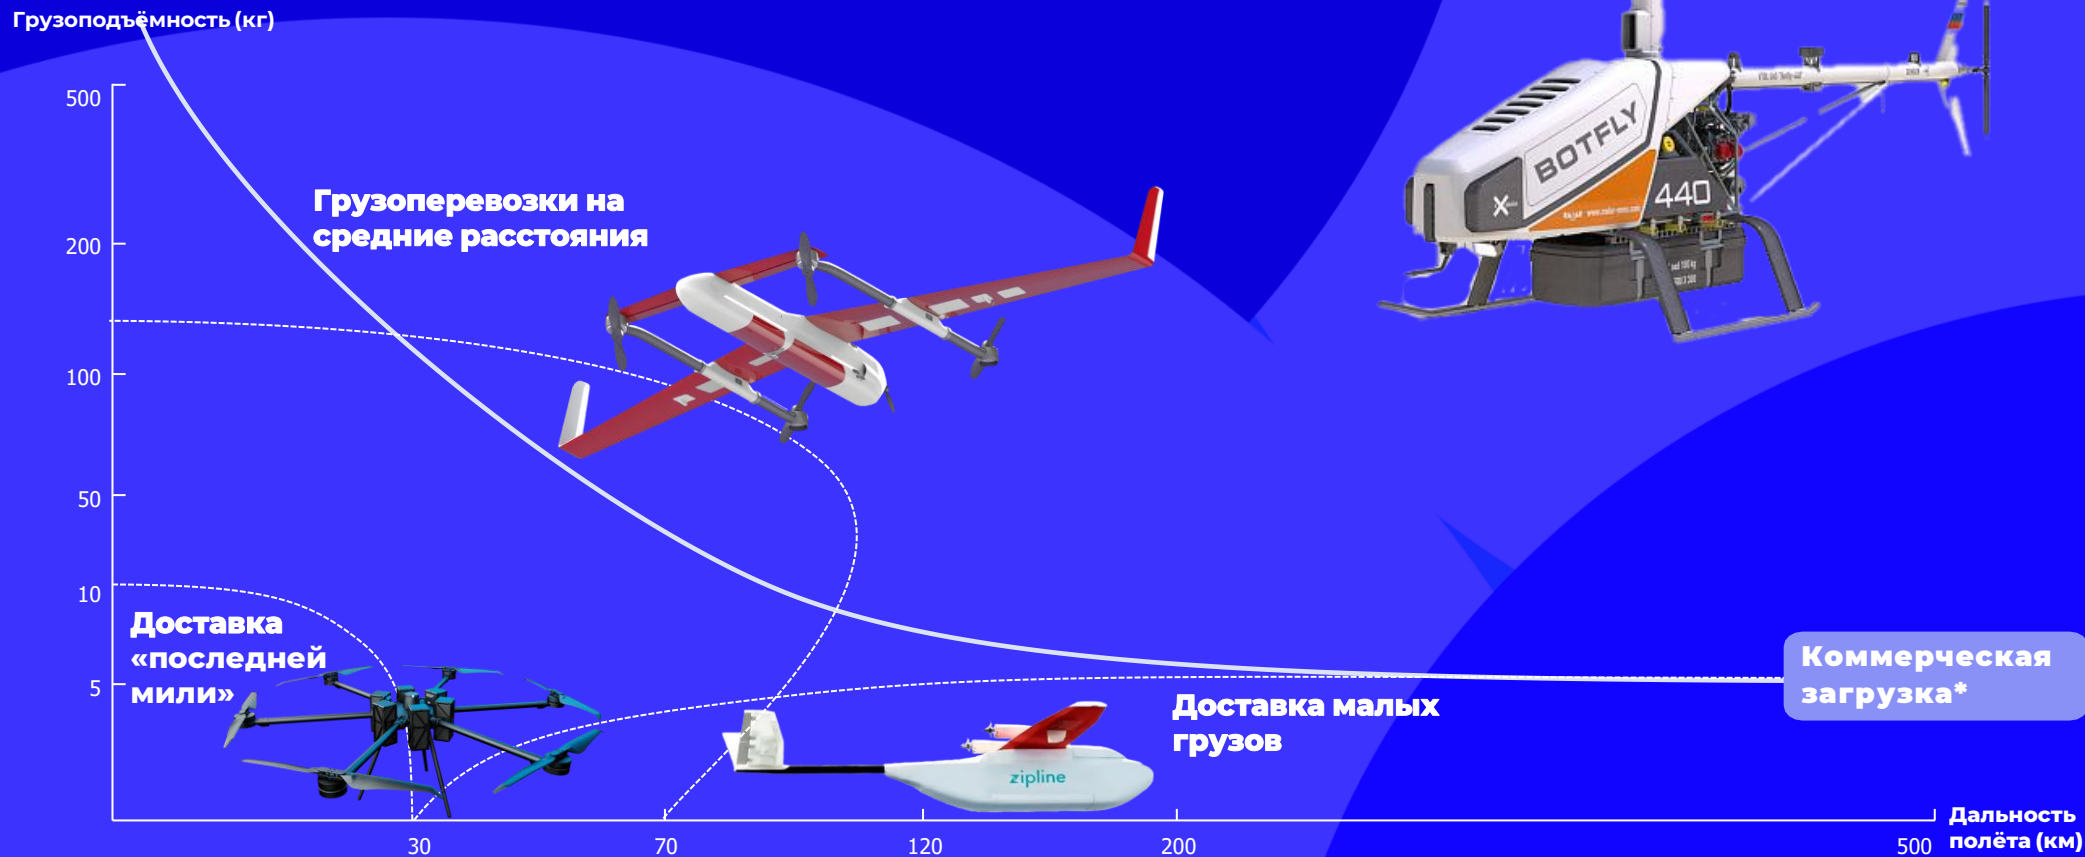 Грузоподъёмность (кг)
500
200
100
50
10
5
Грузоперевозки на
средние расстояния
BOTFLY
440
X
Доставка
«последней
мили»
zipline
Доставка малых
грузов
Коммерческая
загрузка*
30
70
120
200
500
Дальность
полёта (км)